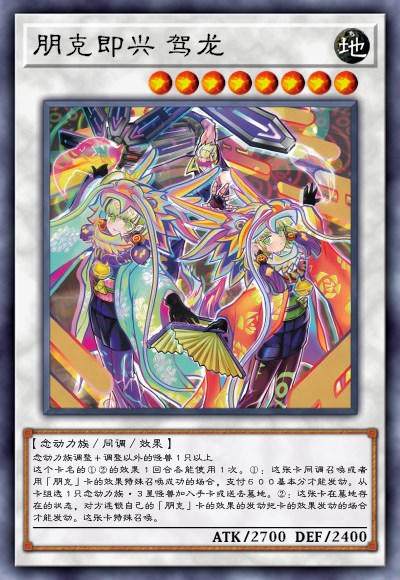 朋克即兴 驾龙
地
【念动力族/同调/效果】
念动力族调整+调整以外的怪兽1只以上
这个卡名的①②的效果1回合各能使用1次。①：这张卡同调召唤或者
用「朋克」卡的效果特殊召唤成功的场合，支付600基本分才能发动。从
卡组选1只念动力族·3星怪兽加入手卡或送去墓地。②：这张卡在墓地存
在的状态，对方连锁自己的「朋克」卡的效果的发动把卡的效果发动的场合
才能发动。这张卡特殊召唤。
ATK/2700 DEF/2400